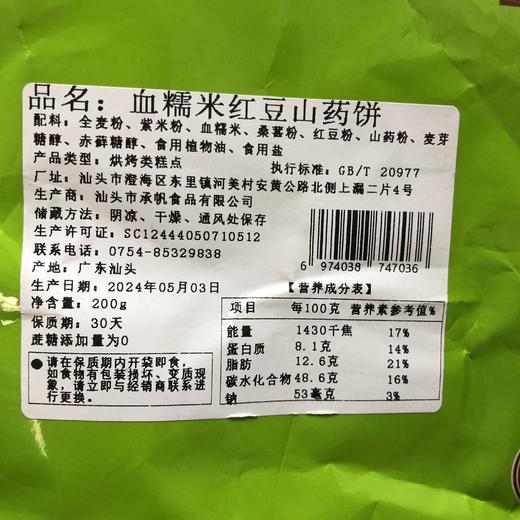 品名：血糯米红豆山药饼
配料：全麦粉、紫米粉、血糯米、桑葚粉、红豆粉、山药粉、麦芽
糖醇、赤藓糖醇、食用植物油、食用盐
产品类型：烘烤类糕点 执行标准：GB/T 20977
厂址：汕头市澄海区东里镇河美村安黄公路北侧上漏二片4号
生产商：汕头市承帆食品有限公司
储藏方法：阴凉、干燥、通风处保存
生产许可证：SC12444050710512
联系电话：0754-85329838
产地：广东汕头
生产日期：2024年05月03日
净含量：200g
保质期：30天
蔗糖添加量为0
●请在保质期内开袋即食，
如食物有包装损坏、变质现
象，请立即与经销商联系进行
更换。
6 974038 747036
【营养成分表】
项目 每100克 营养素参考值%
能量 1430千焦 17%
蛋白质 8.1克 14%
脂肪 12.6克 21%
碳水化合物 48.6克 16%
钠 53毫克 3%